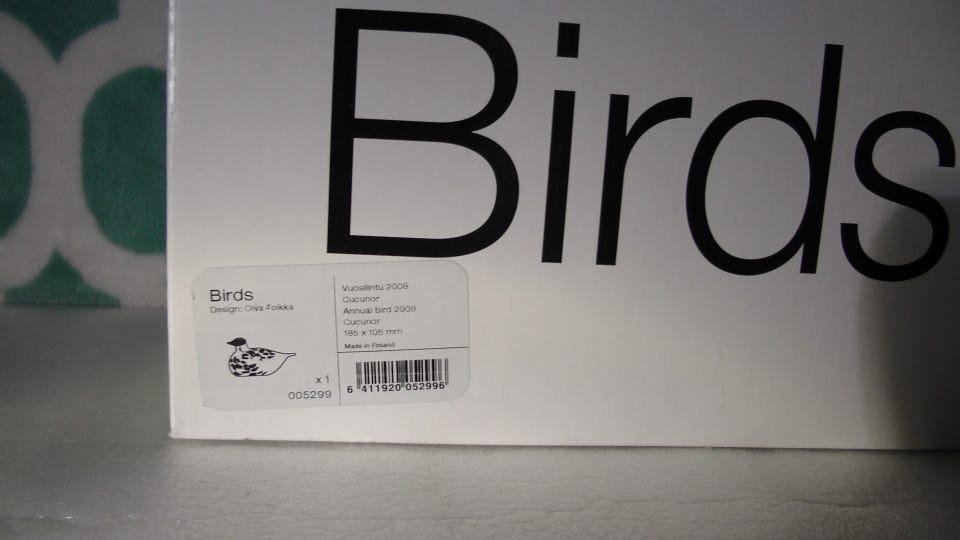 Birds
Birds
Design: Oiva Toikka
x 1
005299
Vuosilintu 2008
Cucunor
Annual bird 2008
Cucunor
185 x 105 mm
Made in Finland
6 411920 052996